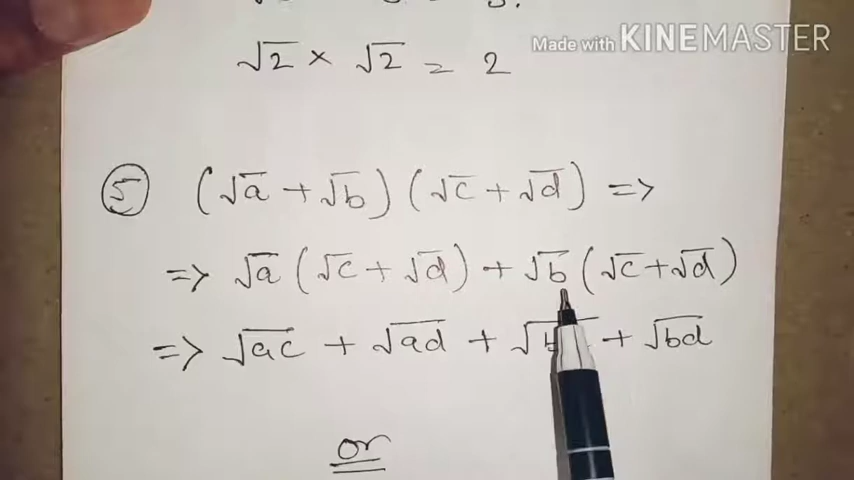 Made with KINEMASTER
√2 × √2 = 2
⑤ (√a + √b) (√c + √d) =>
=> √a (√c + √d) + √b (√c + √d)
=> √ac + √ad + √b + √bd
or